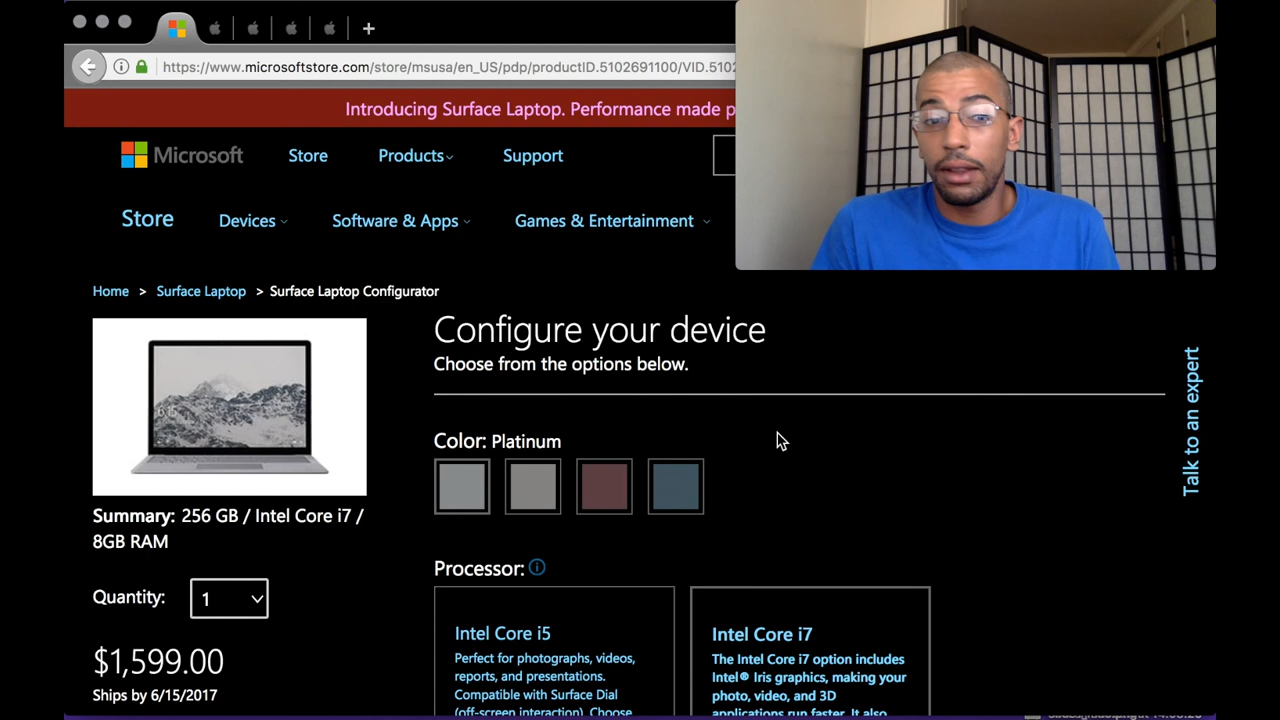 https://www.microsoftstore.com/store/msusa/en_US/pdp/productID.5102691100/VID.5102
Introducing Surface Laptop. Performance made
Microsoft
Store
Products
Support
Store
Devices
Software & Apps
Games & Entertainment
Home > Surface Laptop > Surface Laptop Configurator
Configure your device
Choose from the options below.
Talk to an expert
Color: Platinum
6:15
Summary: 256 GB / Intel Core i7 /
8GB RAM
Processor:
Quantity: 1
Intel Core i5
Perfect for photographs, videos,
reports, and presentations.
Compatible with Surface Dial
(off-screen interaction). Choose
Intel Core i7
The Intel Core i7 option includes
Intel® Iris graphics, making your
photo, video, and 3D
applications run faster. It also
$1,599.00
Ships by 6/15/2017